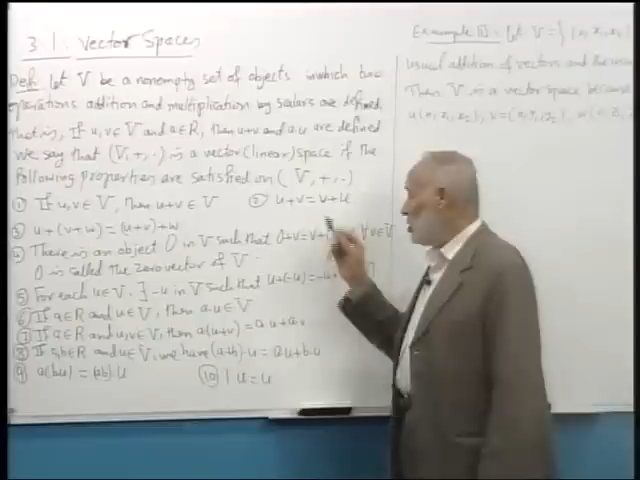 3.1. Vector Spaces
Def. Let V be a nonempty set of objects in which two
operations addition and multiplication by scalars are defined,
that is, If u,v∈V and a∈R, then u+v and a.u are defined
we say that (V,+,.) is a vector (linear) space if the
following properties are satisfied on (V,+,.)
① If u,v∈V, then u+v∈V ② u+v=v+u
③ u+(v+w)=(u+v)+w
④ There is an object 0 in V such that 0+v=v+ ∀v∈V
0 is called the zero vector of V.
⑤ For each u∈V, ∃ -u in V such that u+(-u)=-u+
⑥ If a∈R and u∈V, then a.u∈V
⑦ If a∈R and u,v∈V, then a(u+v)=a.u+a.v
⑧ If a,b∈R and u∈V, we have (a+b).u=a.u+b.u
⑨ a(bu)=(ab).u ⑩ 1.u=u
Example Let V={
usual addition of vectors and the usual
Then V is a vector space because